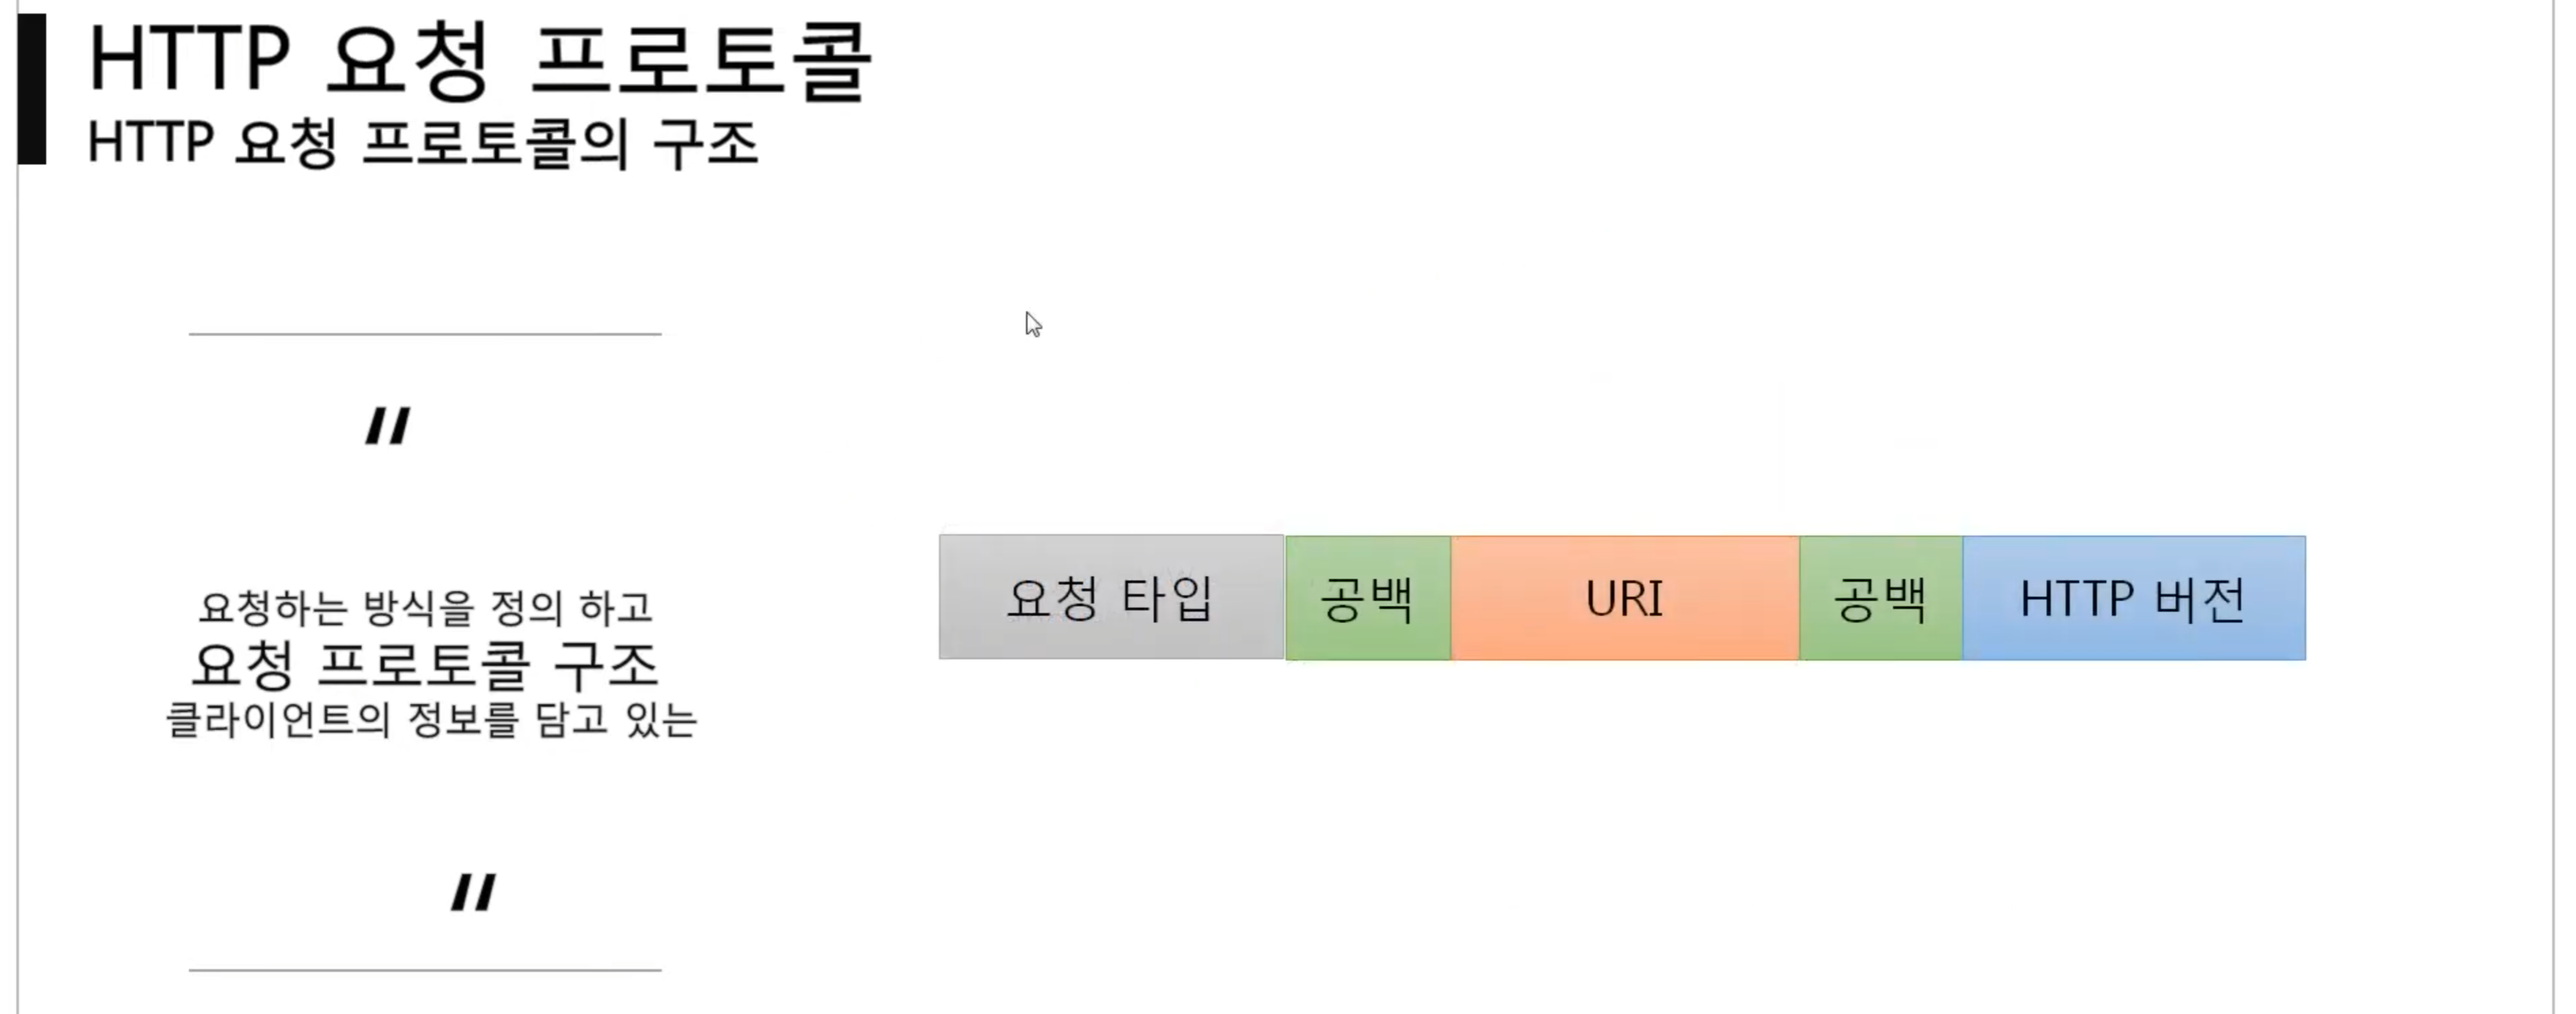 HTTP 요청 프로토콜
HTTP 요청 프로토콜의 구조
"
요청하는 방식을 정의 하고
요청 프로토콜 구조
클라이언트의 정보를 담고 있는
"
요청 타입 공백 URI 공백 HTTP 버전